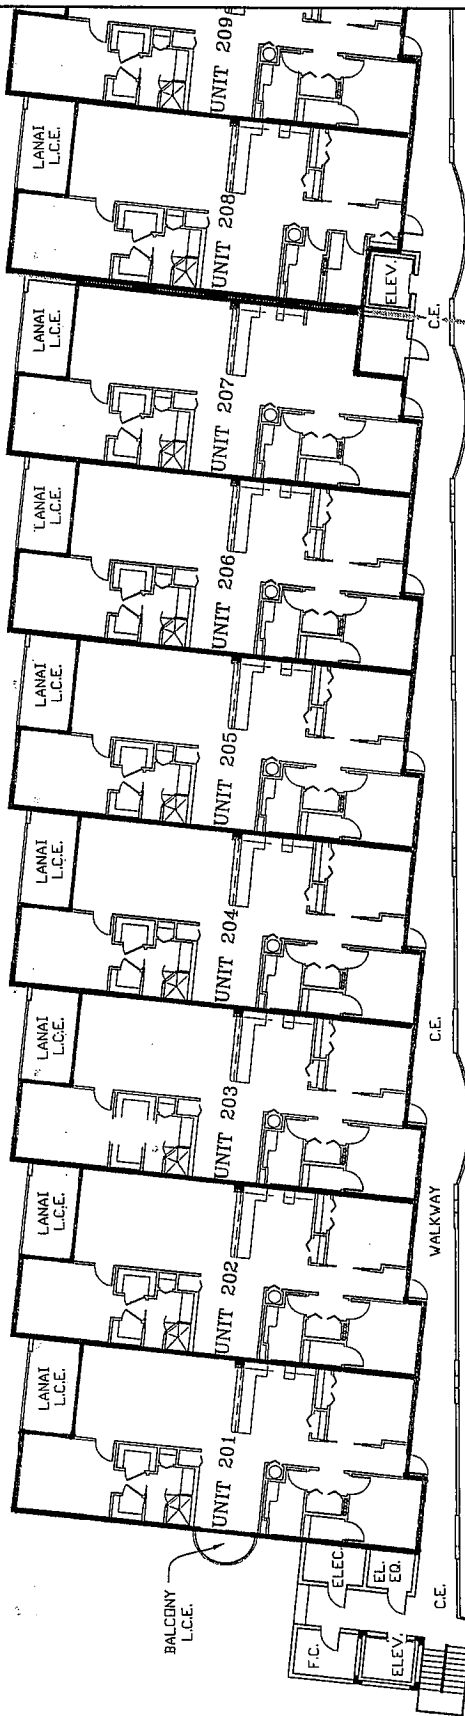 UNIT 209
LANAI
L.C.E.
UNIT 208
ELEV.
C.E.
LANAI
L.C.E.
UNIT 207
LANAI
L.C.E.
UNIT 206
LANAI
L.C.E.
UNIT 205
LANAI
L.C.E.
UNIT 204
C.E.
LANAI
L.C.E.
UNIT 203
WALKWAY
LANAI
L.C.E.
UNIT 202
LANAI
L.C.E.
UNIT 201
BALCONY
L.C.E.
ELEC.
EL.
EQ.
C.E.
F.C.
ELEV.